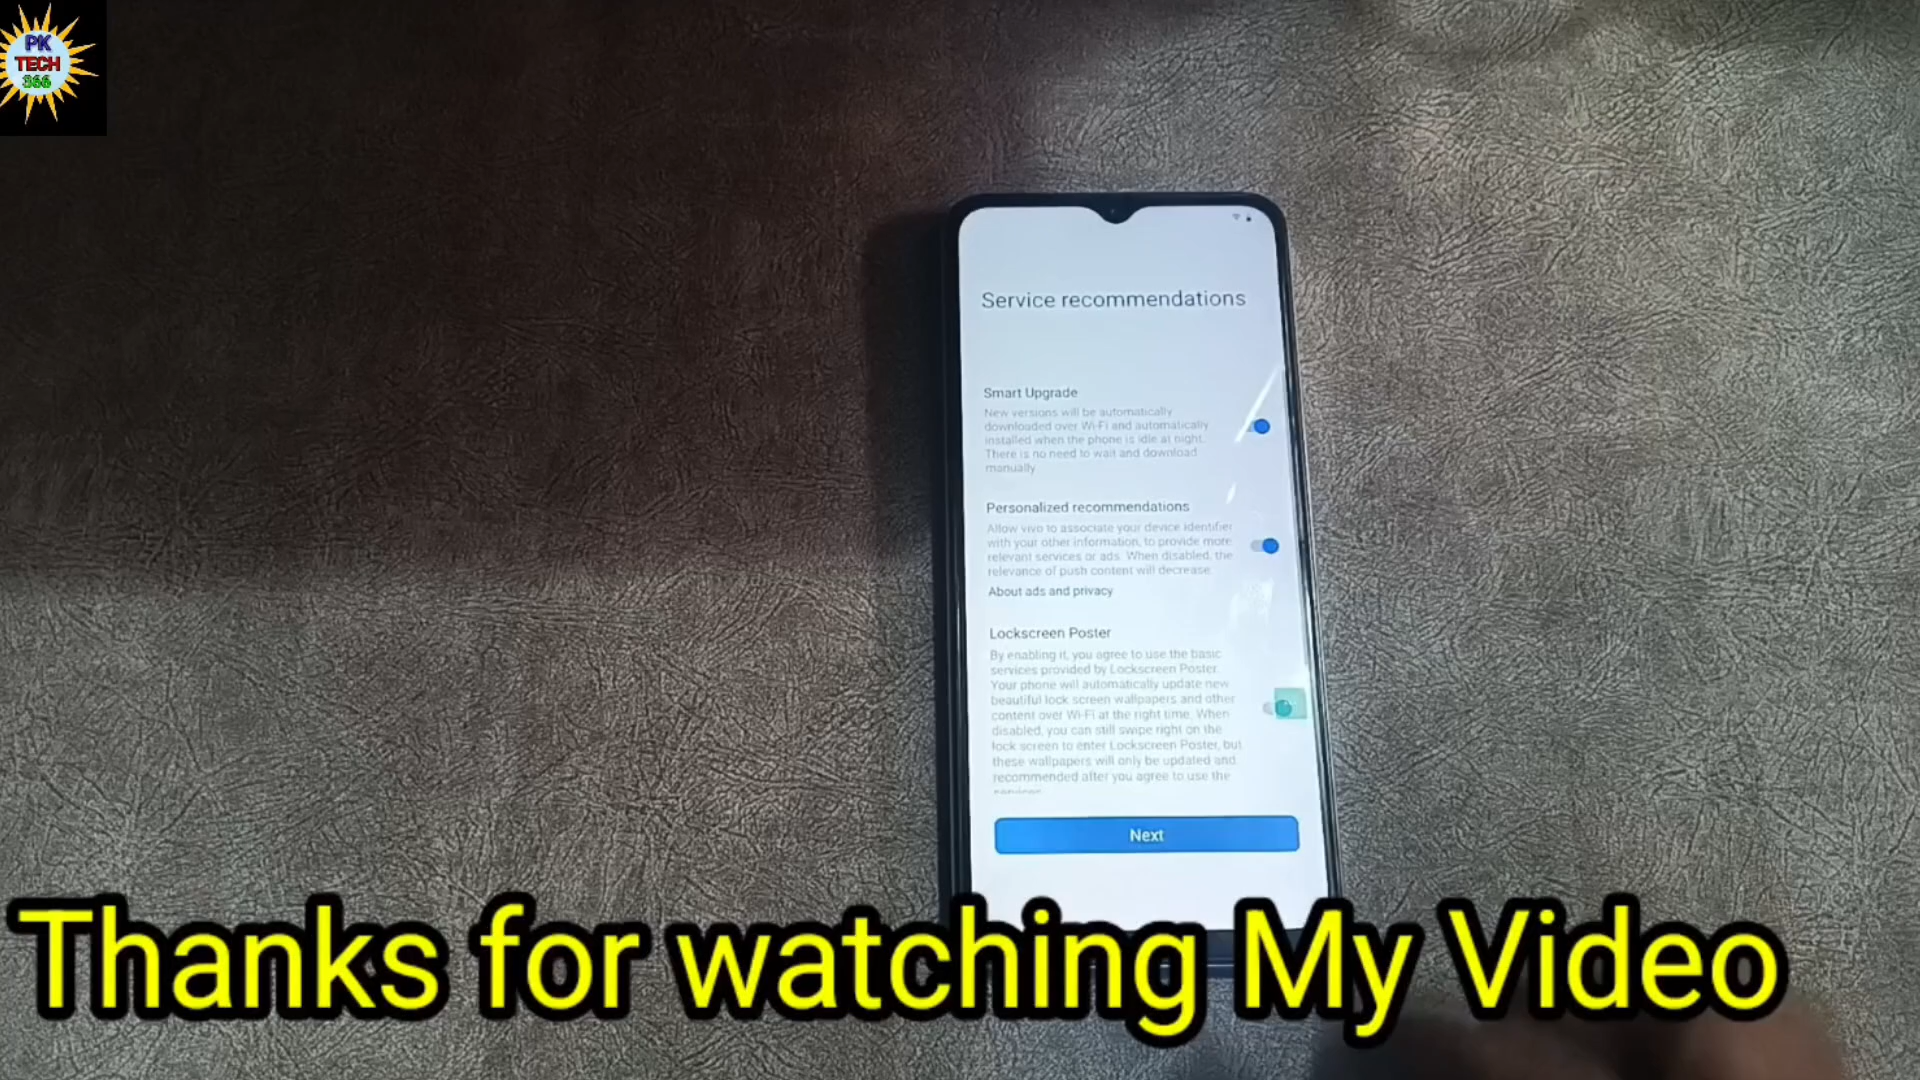 PK
TECH
366
Service recommendations
Smart Upgrade
New versions will be automatically
downloaded over Wi-Fi and automatically
installed when the phone is idle at night.
There is no need to wait and download
manually
Personalized recommendations
Allow vivo to associate your device identifier
with your other information, to provide more
relevant services or ads. When disabled, the
relevance of push content will decrease.
About ads and privacy
Lockscreen Poster
By enabling it, you agree to use the basic
services provided by Lockscreen Poster.
Your phone will automatically update new
beautiful lock screen wallpapers and other
content over Wi-Fi at the right time. When
disabled, you can still swipe right on the
lock screen to enter Lockscreen Poster, but
these wallpapers will only be updated and
recommended after you agree to use the
Next
Thanks for watching My Video